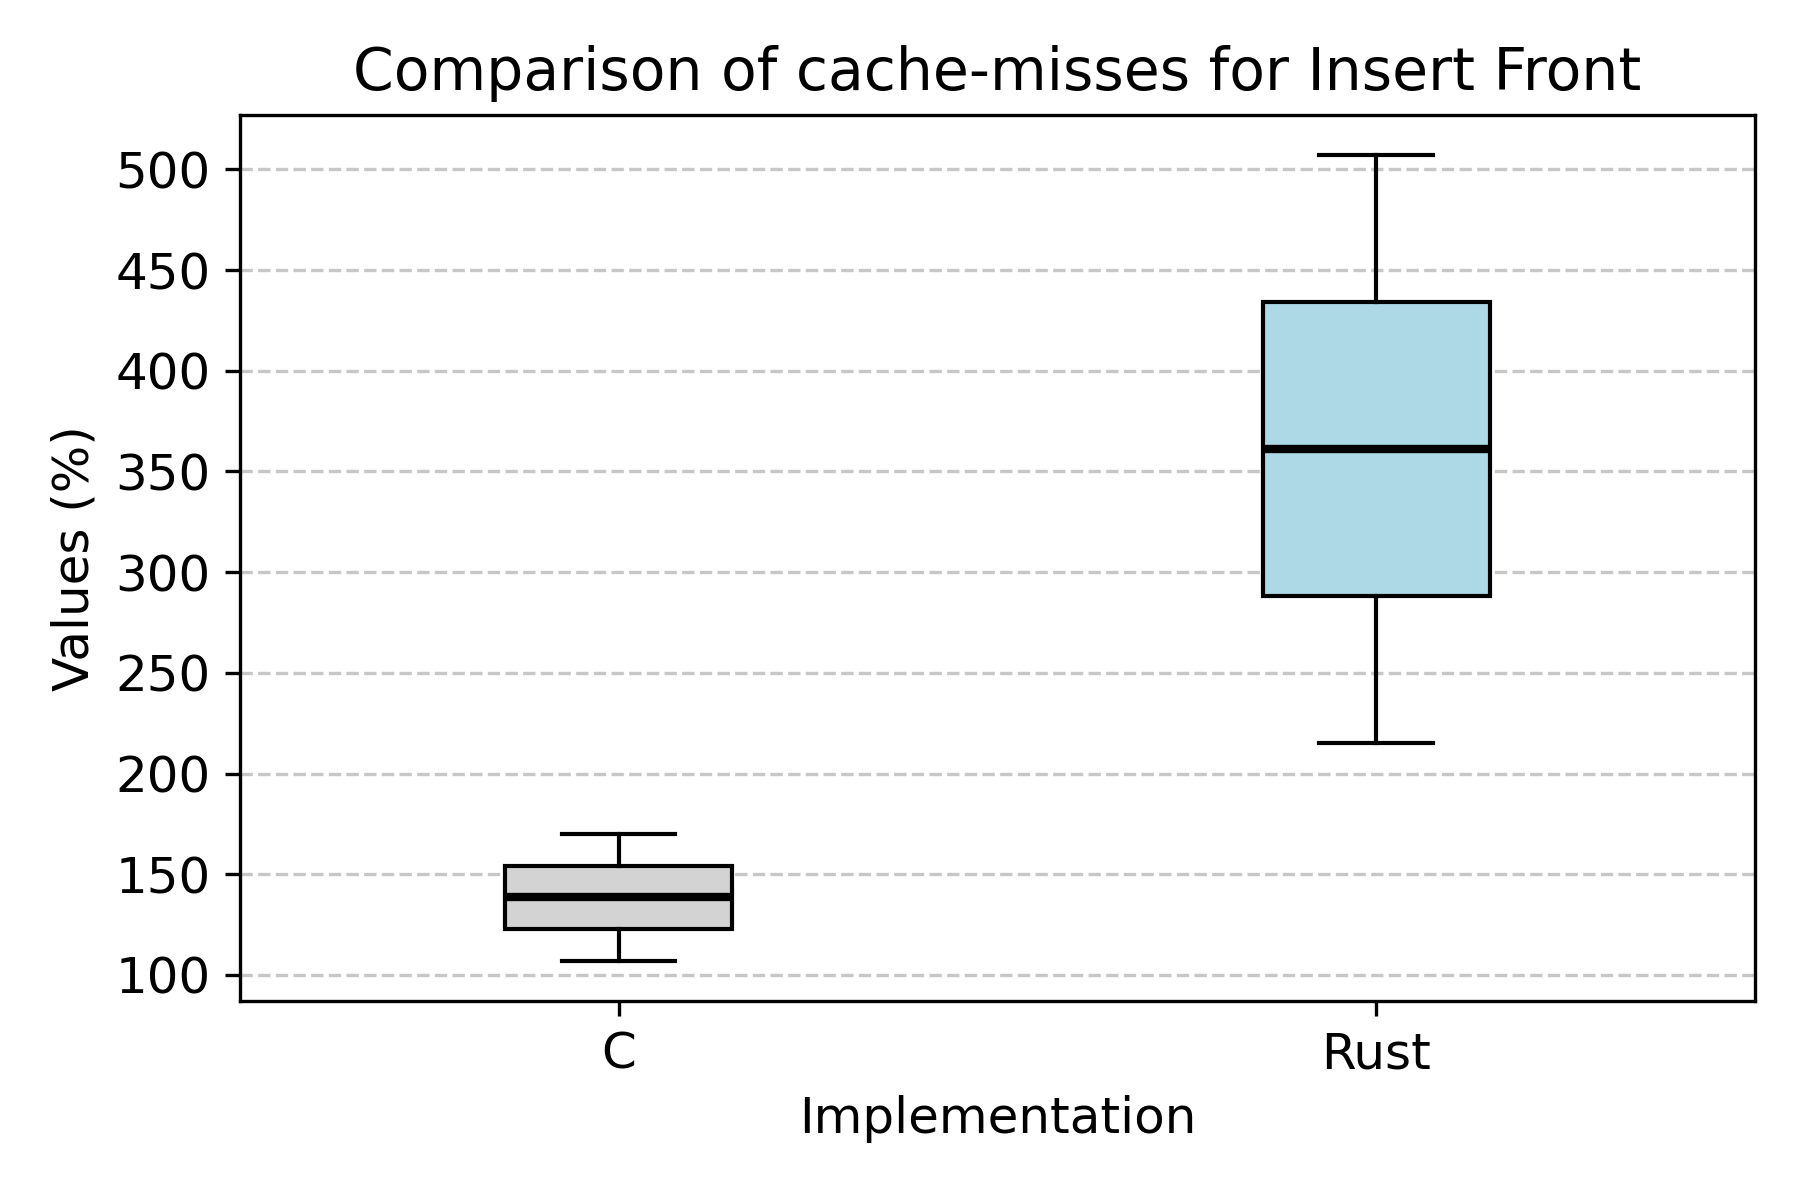 Comparison of cache-misses for Insert Front
Values (%)
500
450
400
350
300
250
200
150
100
C
Rust
Implementation